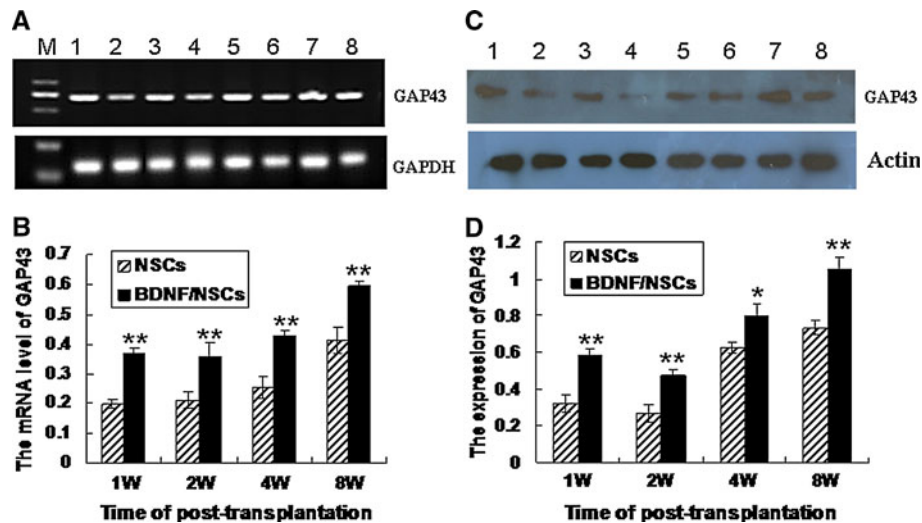 A
M 1 2 3 4 5 6 7 8
GAP43
GAPDH
B
The mRNA level of GAP43
0.7
0.6
0.5
0.4
0.3
0.2
0.1
0
NSCs
BDNF/NSCs
**
**
**
**
1W 2W 4W 8W
Time of post-transplantation
C
1 2 3 4 5 6 7 8
GAP43
Actin
D
The expression of GAP43
1.2
1
0.8
0.6
0.4
0.2
0
NSCs
BDNF/NSCs
**
**
*
**
1W 2W 4W 8W
Time of post-transplantation